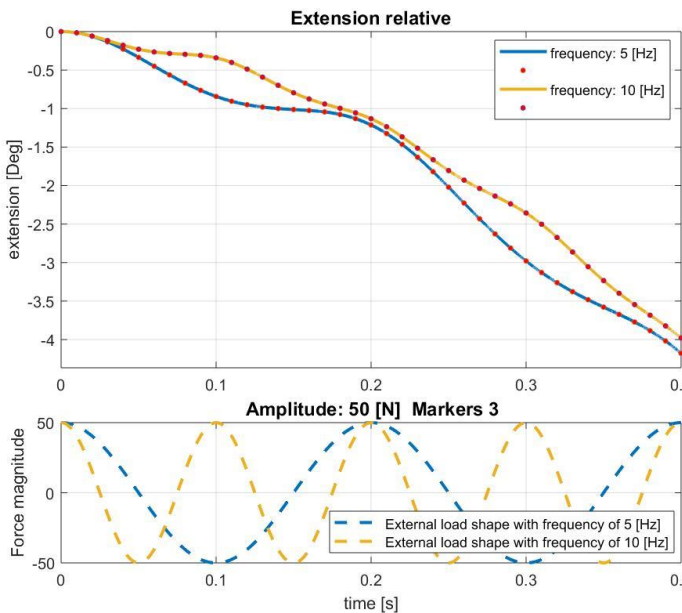 Extension relative
0
-0.5
-1
-1.5
-2
-2.5
-3
-3.5
-4
extension [Deg]
frequency: 5 [Hz]
frequency: 10 [Hz]
0 0.1 0.2 0.3 0.
Amplitude: 50 [N] Markers 3
50
0
-50
Force magnitude
External load shape with frequency of 5 [Hz]
External load shape with frequency of 10 [Hz]
0 0.1 0.2 0.3 0.
time [s]